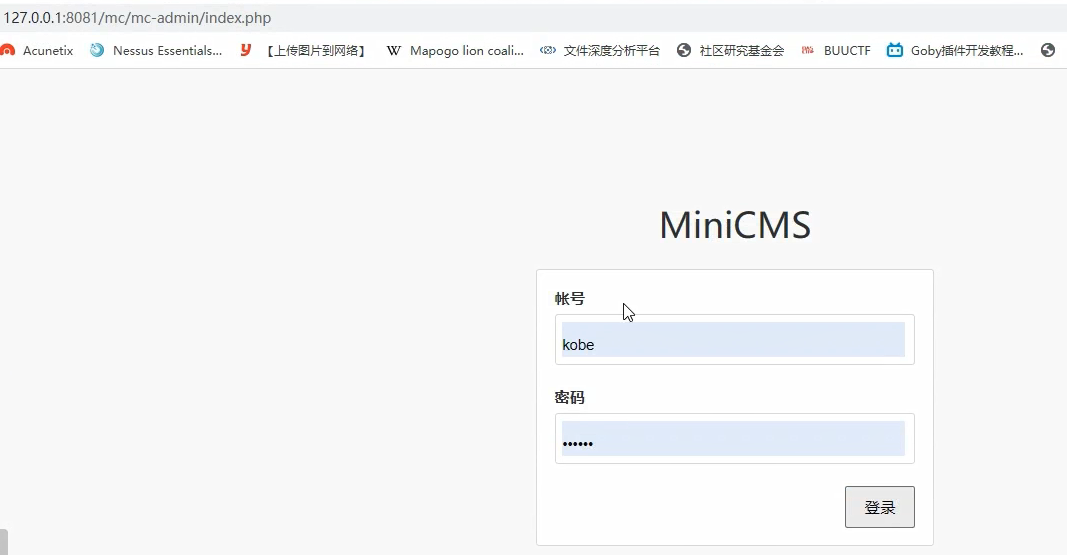 127.0.0.1:8081/mc/mc-admin/index.php
Acunetix Nessus Essentials... 【上传图片到网络】 W Mapogo lion coali... 文件深度分析平台 社区研究基金会 BUUCTF Goby插件开发教程...
MiniCMS
帐号
kobe
密码
••••••
登录